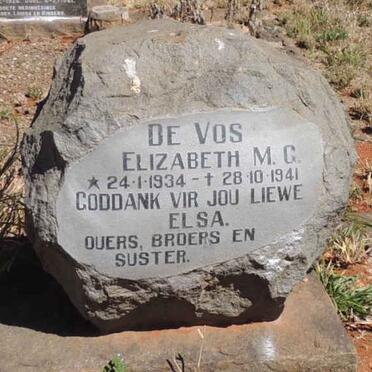 DE VOS
ELIZABETH M. G.
* 24·1·1934 - † 28·10·1941
GODDANK VIR JOU LIEWE
ELSA.
OUERS, BROERS EN
SUSTER.